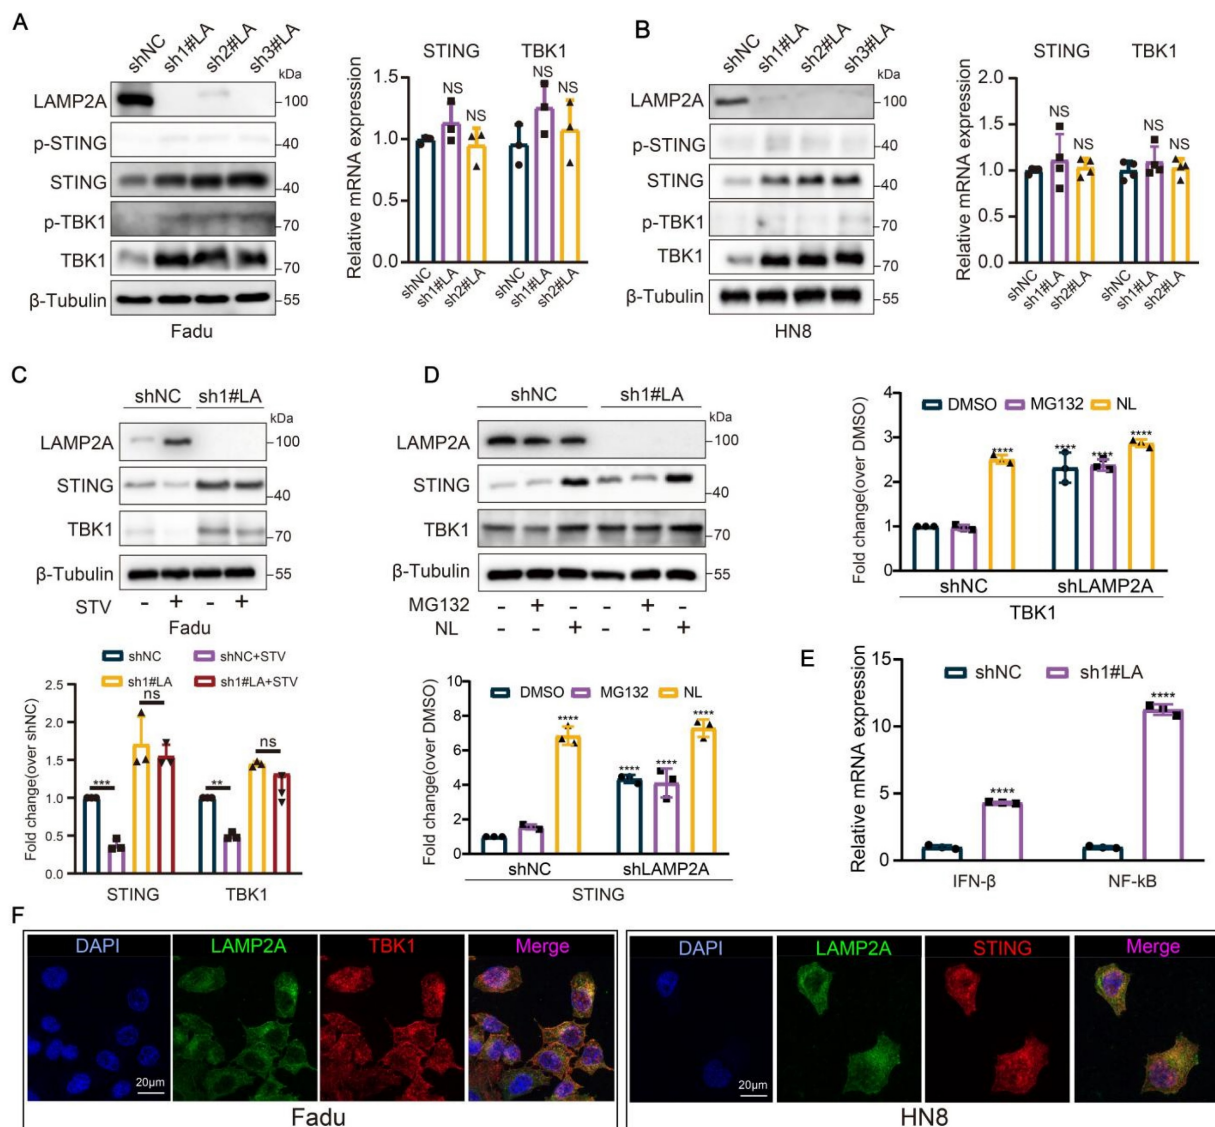 A
shNC sh1#LA sh2#LA sh3#LA
kDa
LAMP2A 100
p-STING 40
STING 40
p-TBK1 70
TBK1 70
β-Tubulin 55
Fadu
STING TBK1
Relative mRNA expression
1.5
1.0
0.5
0.0
NS NS NS NS
shNC sh1#LA sh2#LA shNC sh1#LA sh2#LA
B
shNC sh1#LA sh2#LA sh3#LA
kDa
LAMP2A 100
p-STING 40
STING 40
p-TBK1 70
TBK1 70
β-Tubulin 55
HN8
STING TBK1
Relative mRNA expression
2.0
1.5
1.0
0.5
0.0
NS NS NS NS
shNC sh1#LA sh2#LA shNC sh1#LA sh2#LA
C
shNC sh1#LA
kDa
LAMP2A 100
STING 40
TBK1 70
β-Tubulin 55
STV - + - +
Fadu
shNC shNC+STV
sh1#LA sh1#LA+STV
Fold change(over shNC)
2.5
2.0
1.5
1.0
0.5
0.0
*** ns ** ns
STING TBK1
D
shNC sh1#LA
kDa
LAMP2A 100
STING 40
TBK1 70
β-Tubulin 55
MG132 - + - - + -
NL - - + - - +
DMSO MG132 NL
Fold change(over DMSO)
10
8
6
4
2
0
**** **** **** ****
shNC shLAMP2A
STING
DMSO MG132 NL
Fold change(over DMSO)
4
3
2
1
0
**** **** **** ****
shNC shLAMP2A
TBK1
E
shNC sh1#LA
Relative mRNA expression
15
10
5
0
**** ****
IFN-β NF-kB
F
DAPI LAMP2A TBK1 Merge
20μm
Fadu
DAPI LAMP2A STING Merge
20μm
HN8